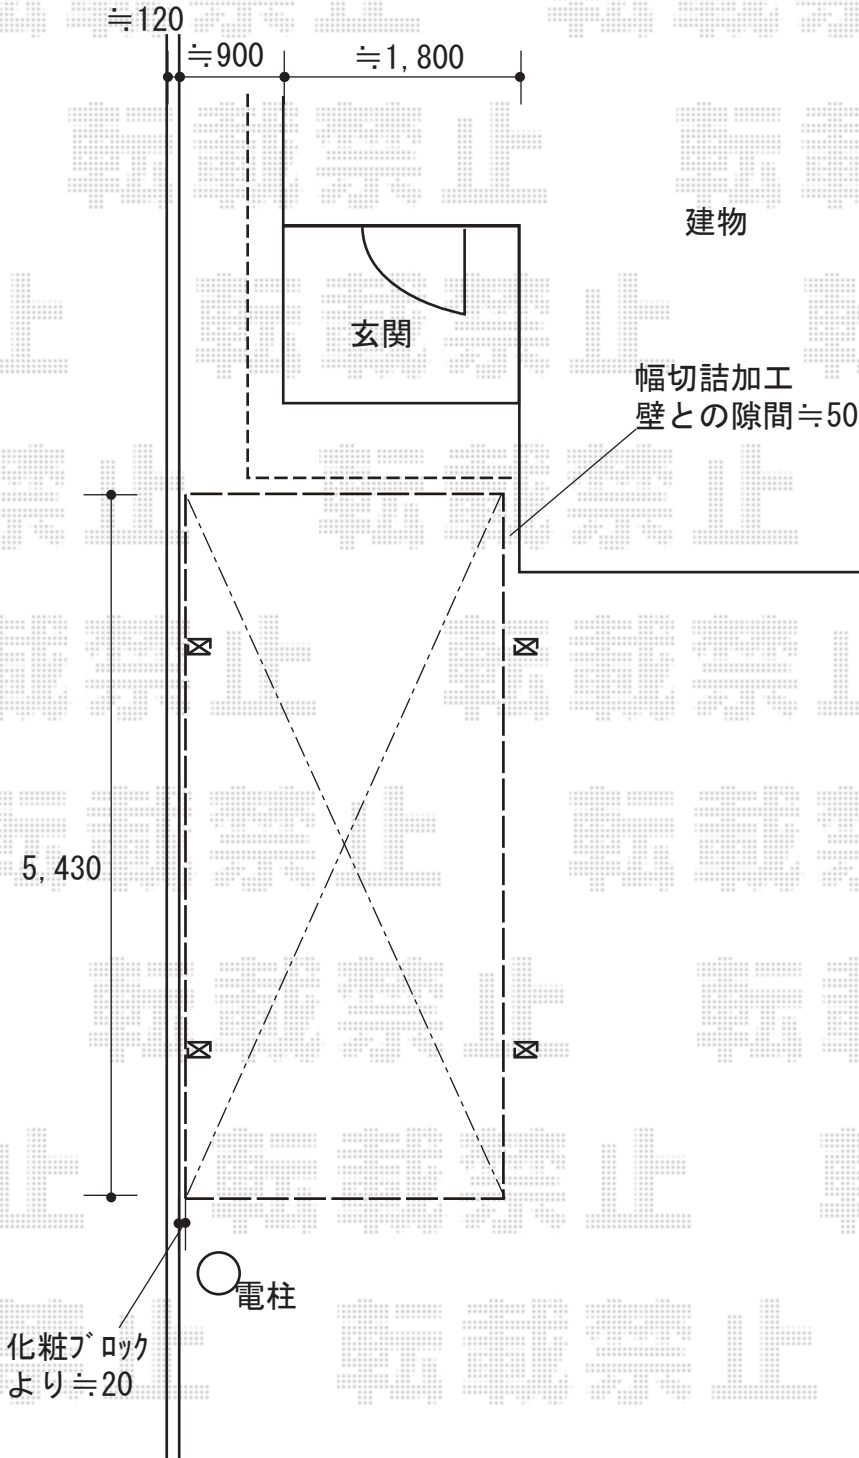 ≒120
≒900
≒1,800
建物
玄関
幅切詰加工
壁との隙間≒50
5,430
電柱
化粧ブロック
より≒20
転載禁止